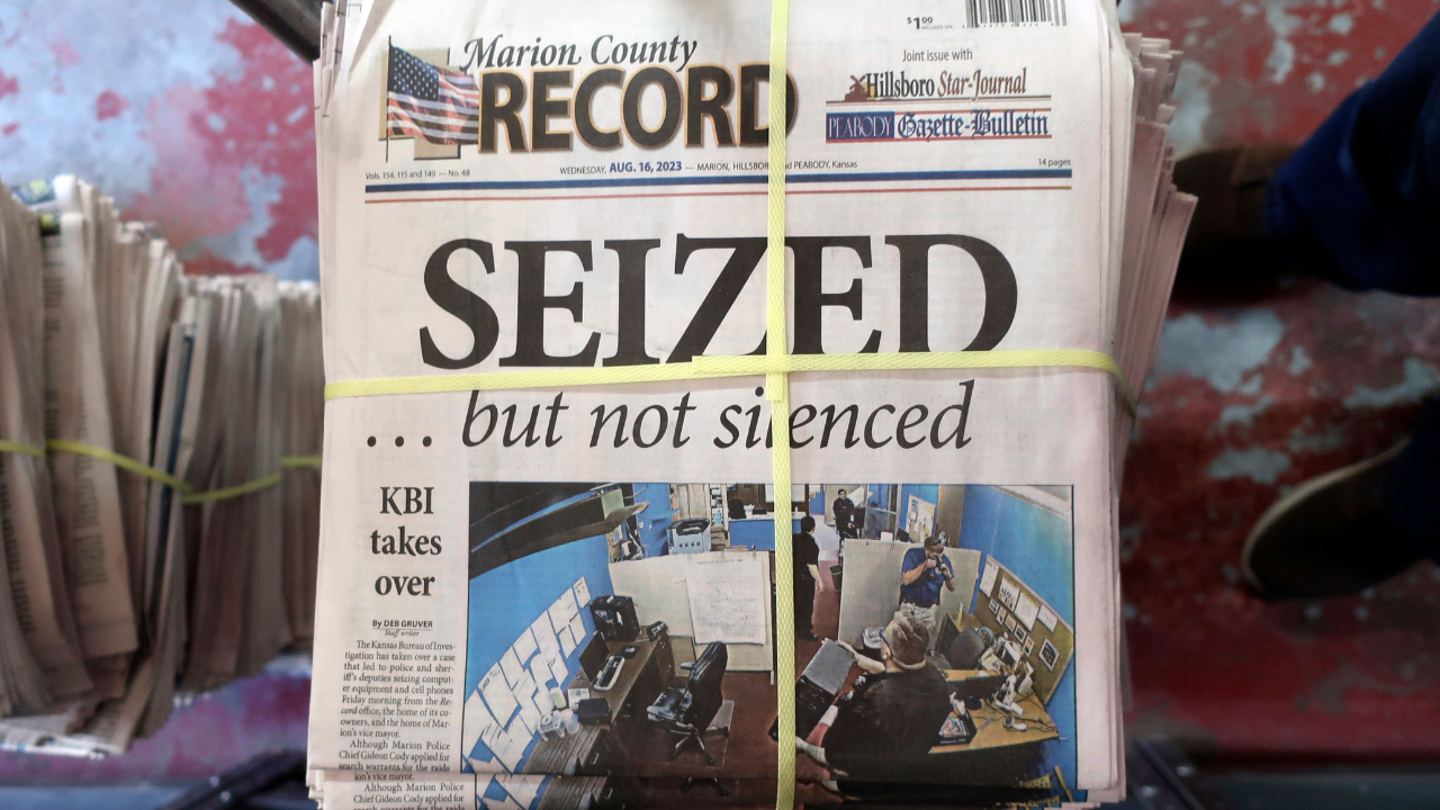 $1.00
Marion County
RECORD
Joint issue with
Hillsboro Star-Journal
PEABODY Gazette-Bulletin
Vols. 154, 115 and 149 — No. 48
WEDNESDAY, AUG. 16, 2023 — MARION, HILLSBORO and PEABODY, Kansas
14 pages
SEIZED
... but not silenced
KBI
takes
over
By DEB GRUVER
Staff writer
The Kansas Bureau of Inves-
tigation has taken over a case
that led to police and sher-
iff's deputies seizing comput-
er equipment and cell phones
Friday morning from the Re-
cord office, the home of its co-
owners, and the home of Mar-
ion's vice mayor.
Although Marion Police
Chief Gideon Cody applied for
search warrants for the raids
ion's vice mayor.
Although Marion Police
Chief Gideon Cody applied for